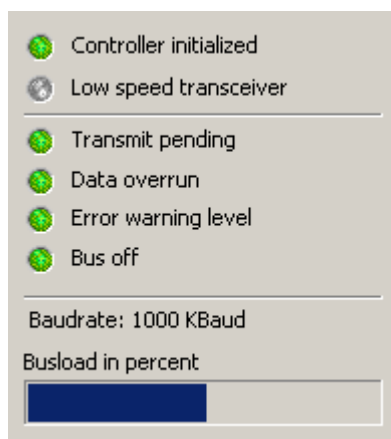 Controller initialized
Low speed transceiver
Transmit pending
Data overrun
Error warning level
Bus off
Baudrate: 1000 KBaud
Busload in percent